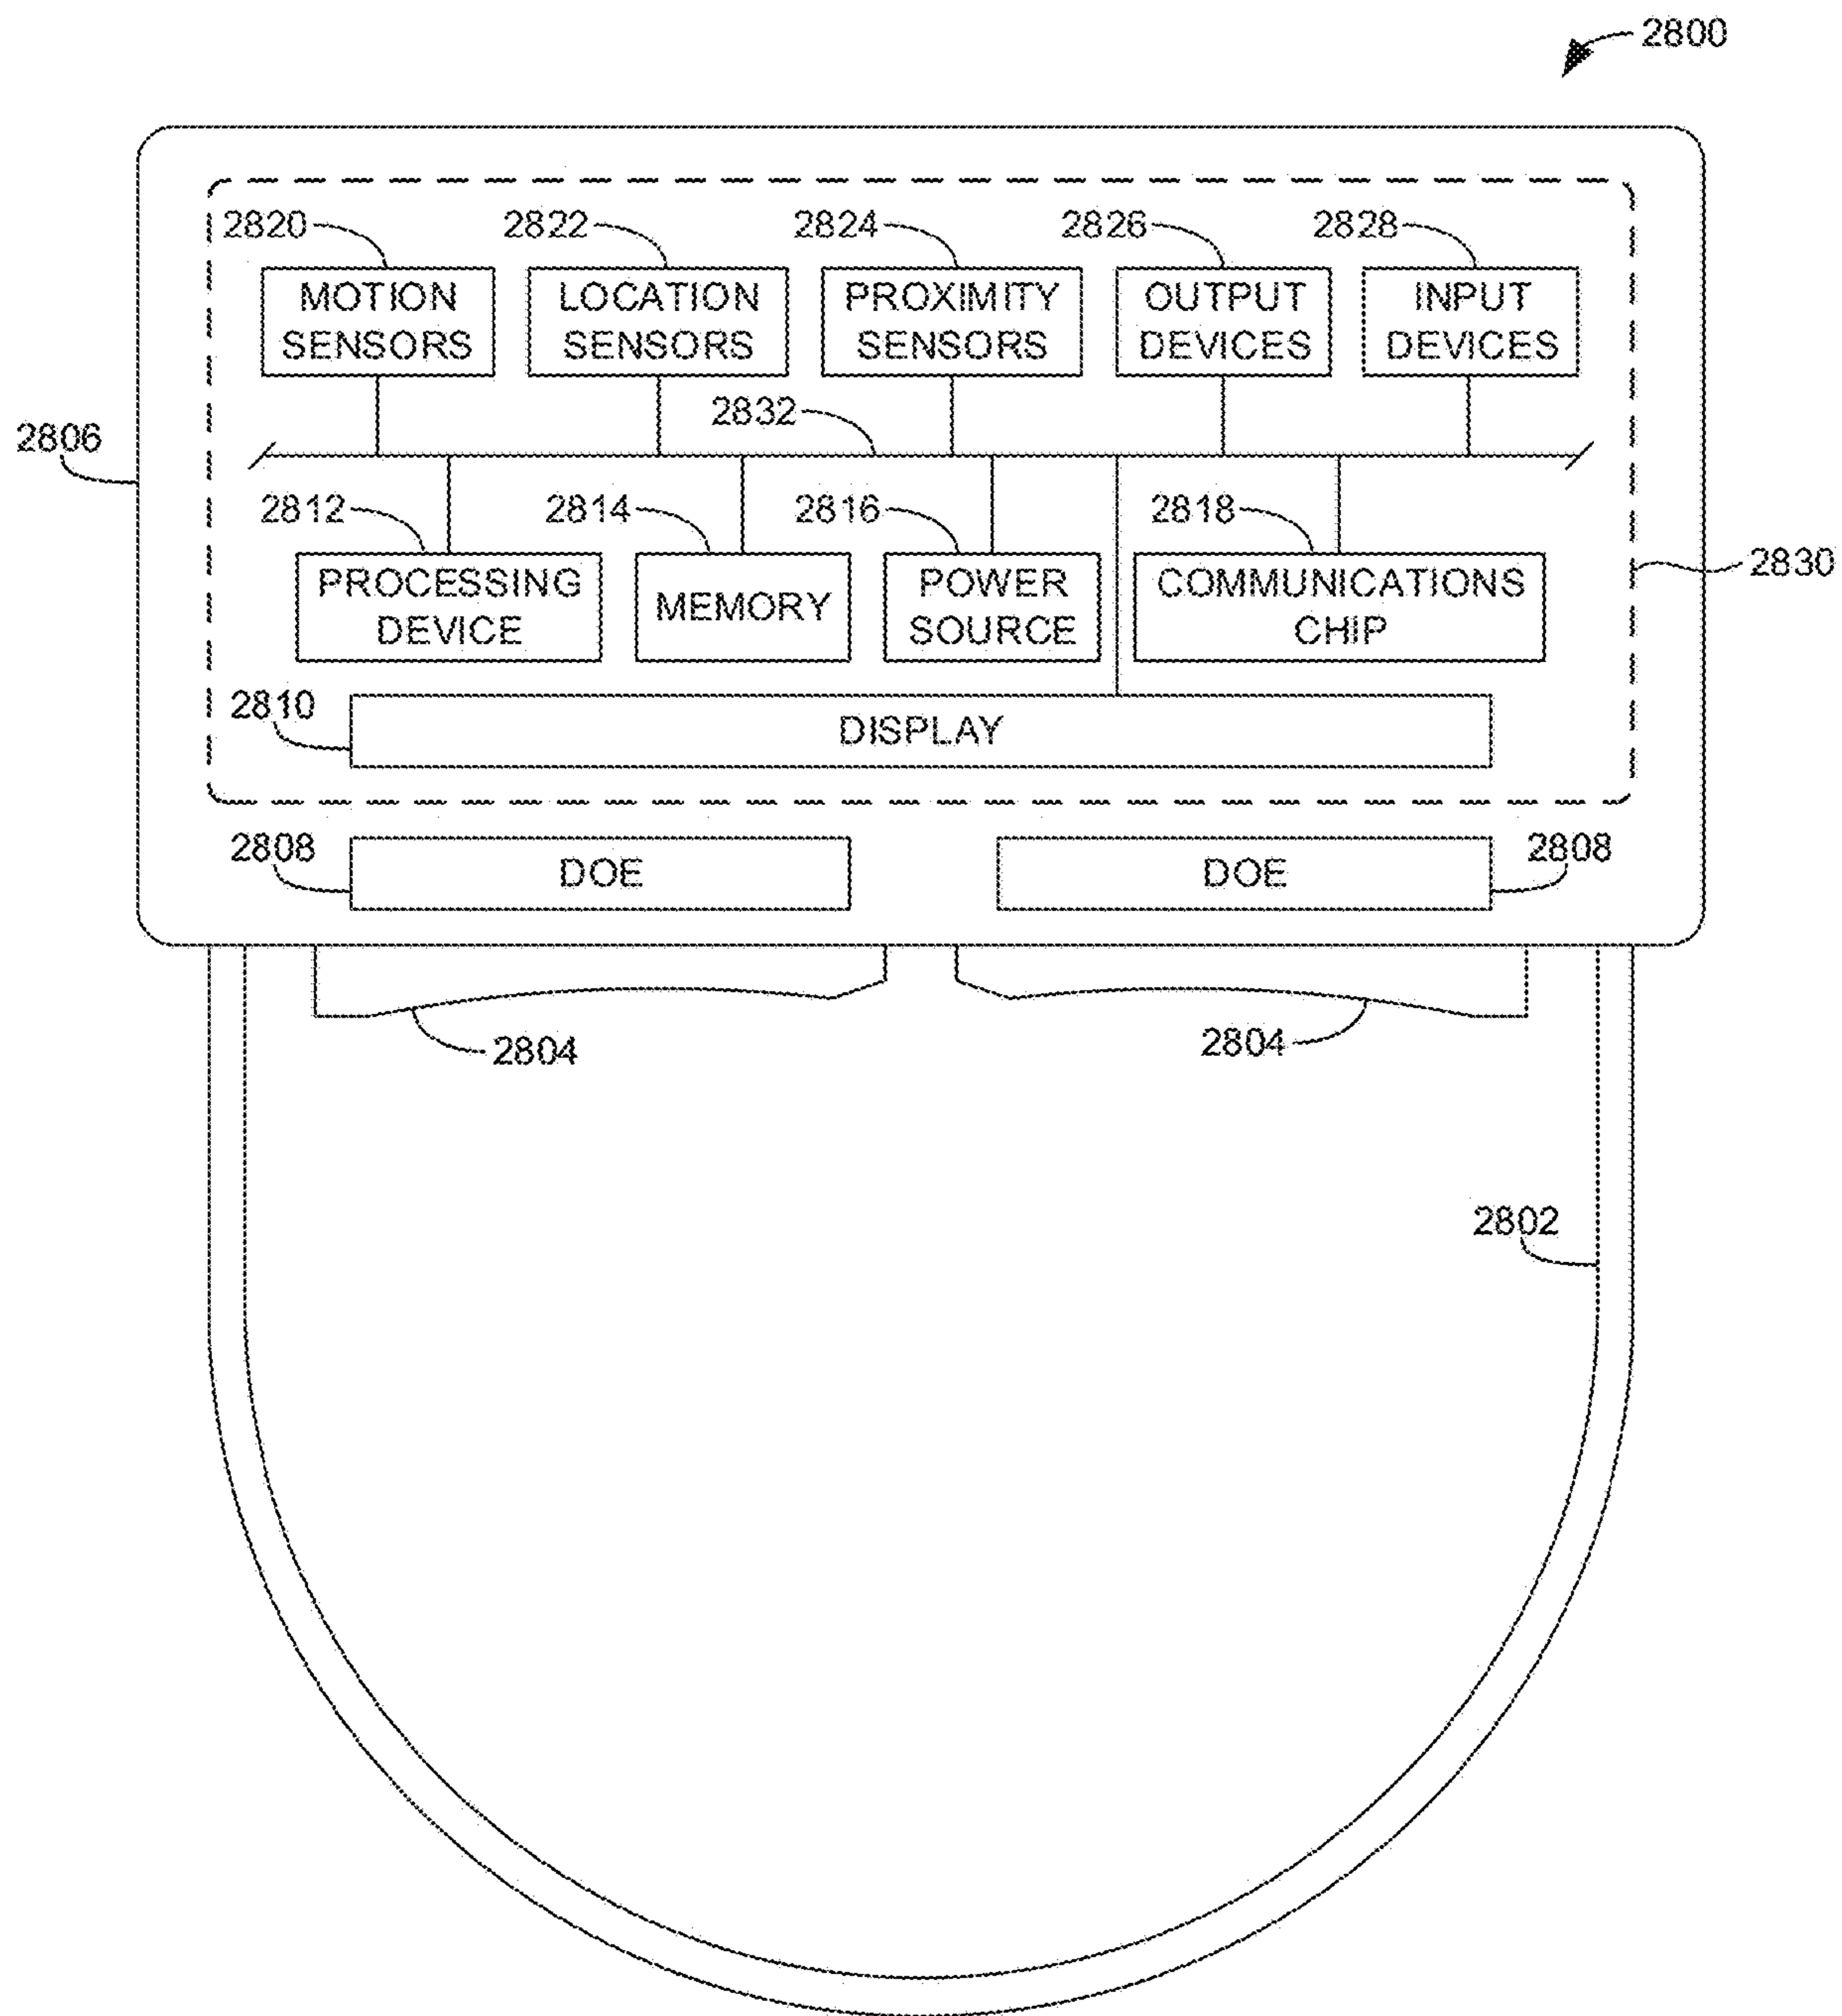 2800
2820
2822
2824
2826
2828
MOTION
SENSORS
LOCATION
SENSORS
PROXIMITY
SENSORS
OUTPUT
DEVICES
INPUT
DEVICES
2832
2806
2812
2814
2816
2818
2830
PROCESSING
DEVICE
MEMORY
POWER
SOURCE
COMMUNICATIONS
CHIP
2810
DISPLAY
2808
DOE
DOE
2808
2804
2804
2802